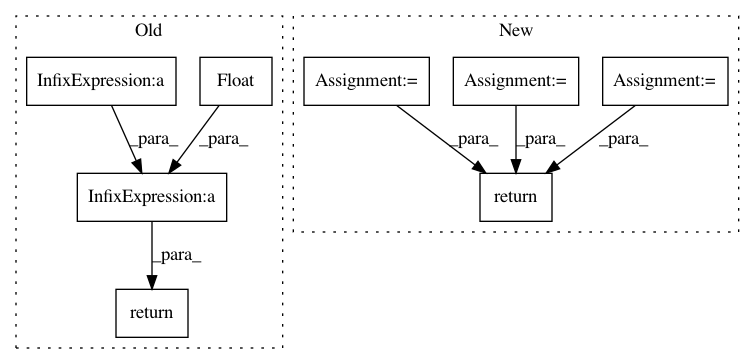 Old
New
InfixExpression:a
Float
Assignment:=
Assignment:=
Assignment:=
_para_
_para_
_para_
_para_
_para_
InfixExpression:a
return
_para_
return